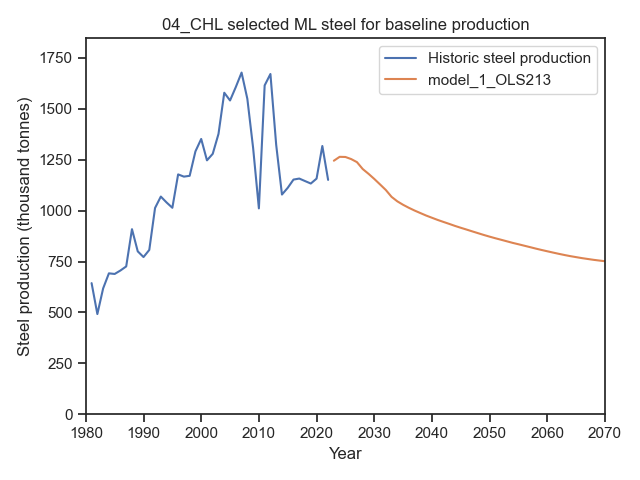 04_CHL selected ML steel for baseline production
Historic steel production
model_1_OLS213
Steel production (thousand tonnes)
1750
1500
1250
1000
750
500
250
0
1980 1990 2000 2010 2020 2030 2040 2050 2060 2070
Year